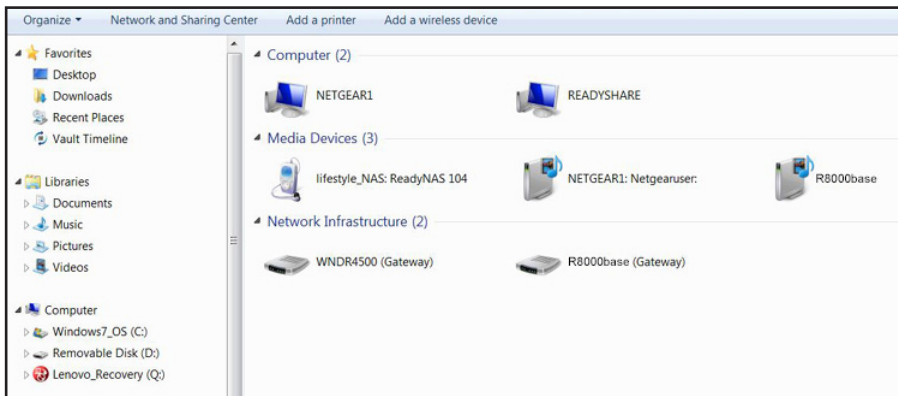 Organize Network and Sharing Center Add a printer Add a wireless device
Favorites
Desktop
Downloads
Recent Places
Vault Timeline
Libraries
Documents
Music
Pictures
Videos
Computer
Windows7_OS (C:)
Removable Disk (D:)
Lenovo_Recovery (Q:)
Computer (2)
NETGEAR1 READYSHARE
Media Devices (3)
lifestyle_NAS: ReadyNAS 104 NETGEAR1: Netgearuser: R8000base
Network Infrastructure (2)
WNDR4500 (Gateway) R8000base (Gateway)